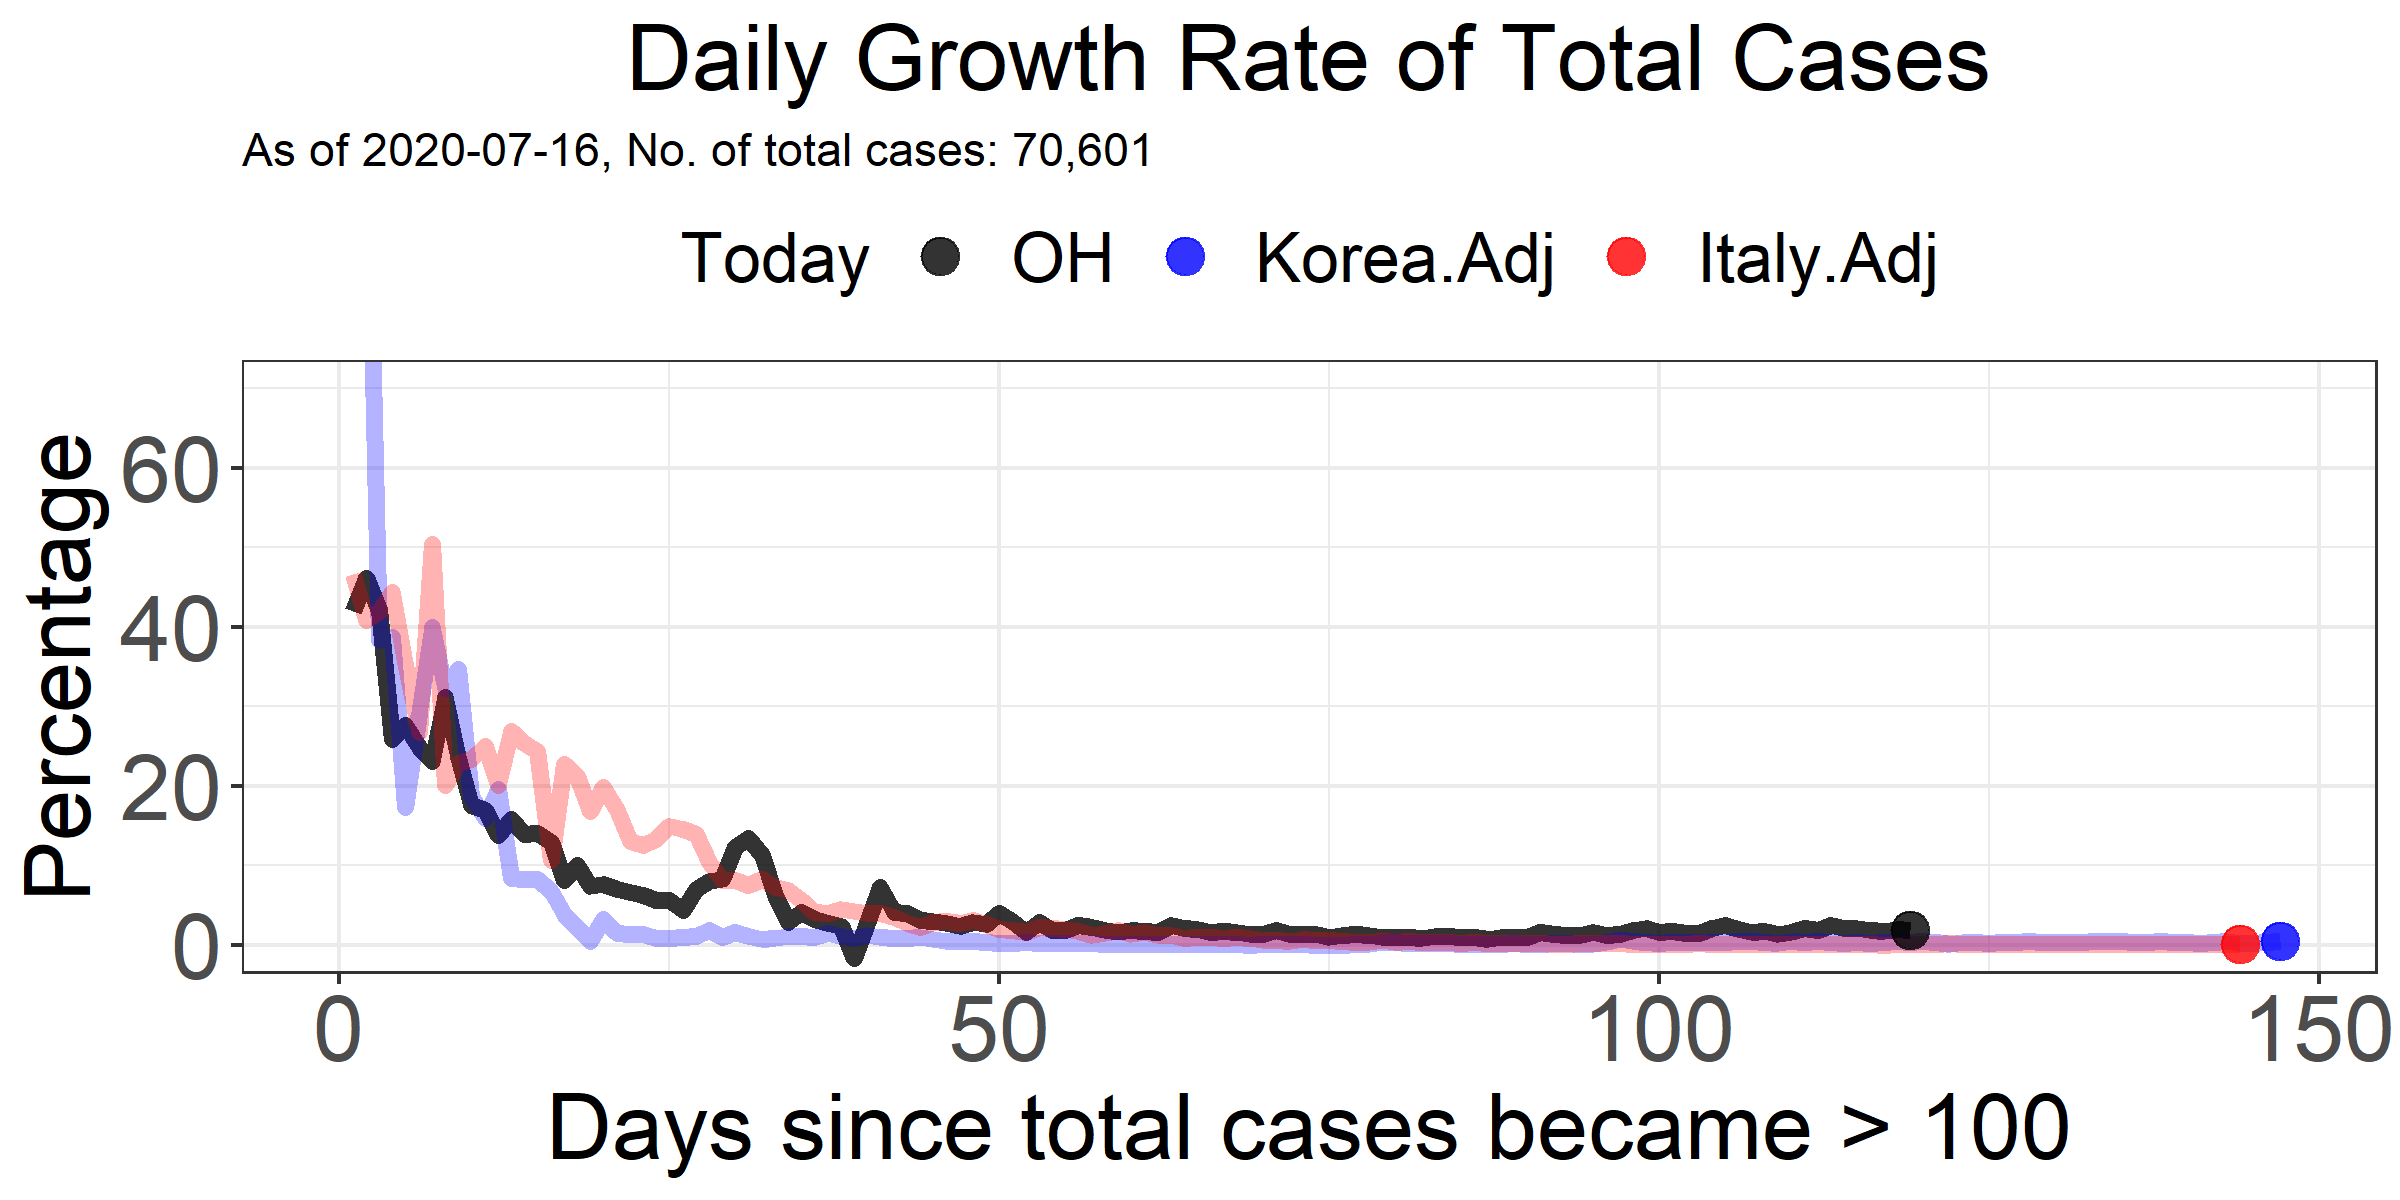 Daily Growth Rate of Total Cases
As of 2020-07-16, No. of total cases: 70,601
Today OH Korea.Adj Italy.Adj
Percentage
60
40
20
0
0 50 100 150
Days since total cases became > 100